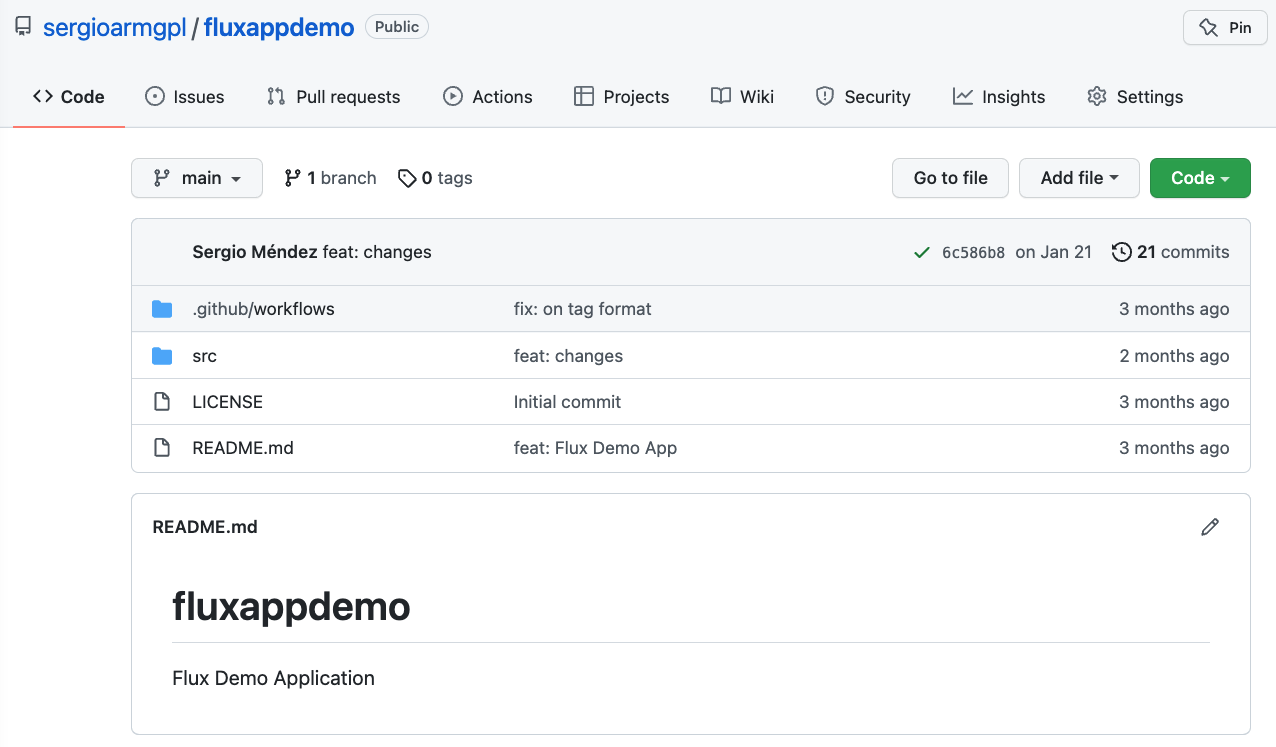 sergioarmgpl / fluxappdemo Public Pin
Code Issues Pull requests Actions Projects Wiki Security Insights Settings
main 1 branch 0 tags Go to file Add file Code
Sergio Méndez feat: changes 6c586b8 on Jan 21 21 commits
.github/workflows fix: on tag format 3 months ago
src feat: changes 2 months ago
LICENSE Initial commit 3 months ago
README.md feat: Flux Demo App 3 months ago
README.md
fluxappdemo
Flux Demo Application